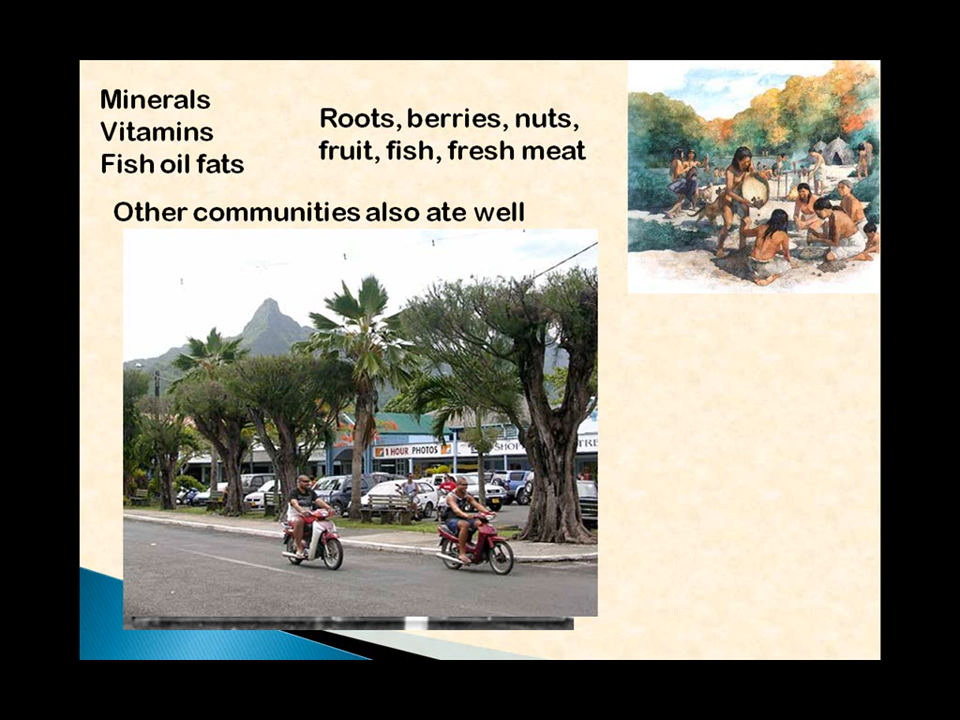 Minerals
Vitamins
Fish oil fats
Roots, berries, nuts,
fruit, fish, fresh meat
Other communities also ate well
1 HOUR PHOTOS
SHOP